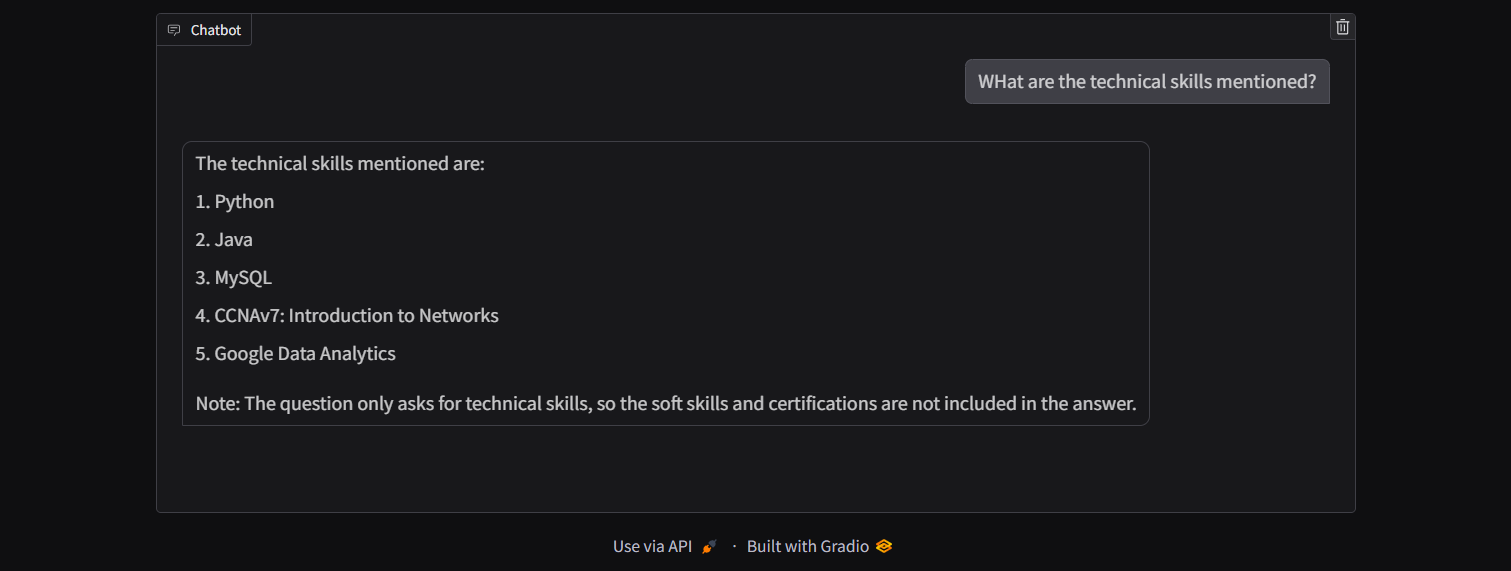 Chatbot
WHat are the technical skills mentioned?
The technical skills mentioned are:
1. Python
2. Java
3. MySQL
4. CCNAv7: Introduction to Networks
5. Google Data Analytics
Note: The question only asks for technical skills, so the soft skills and certifications are not included in the answer.
Use via API · Built with Gradio